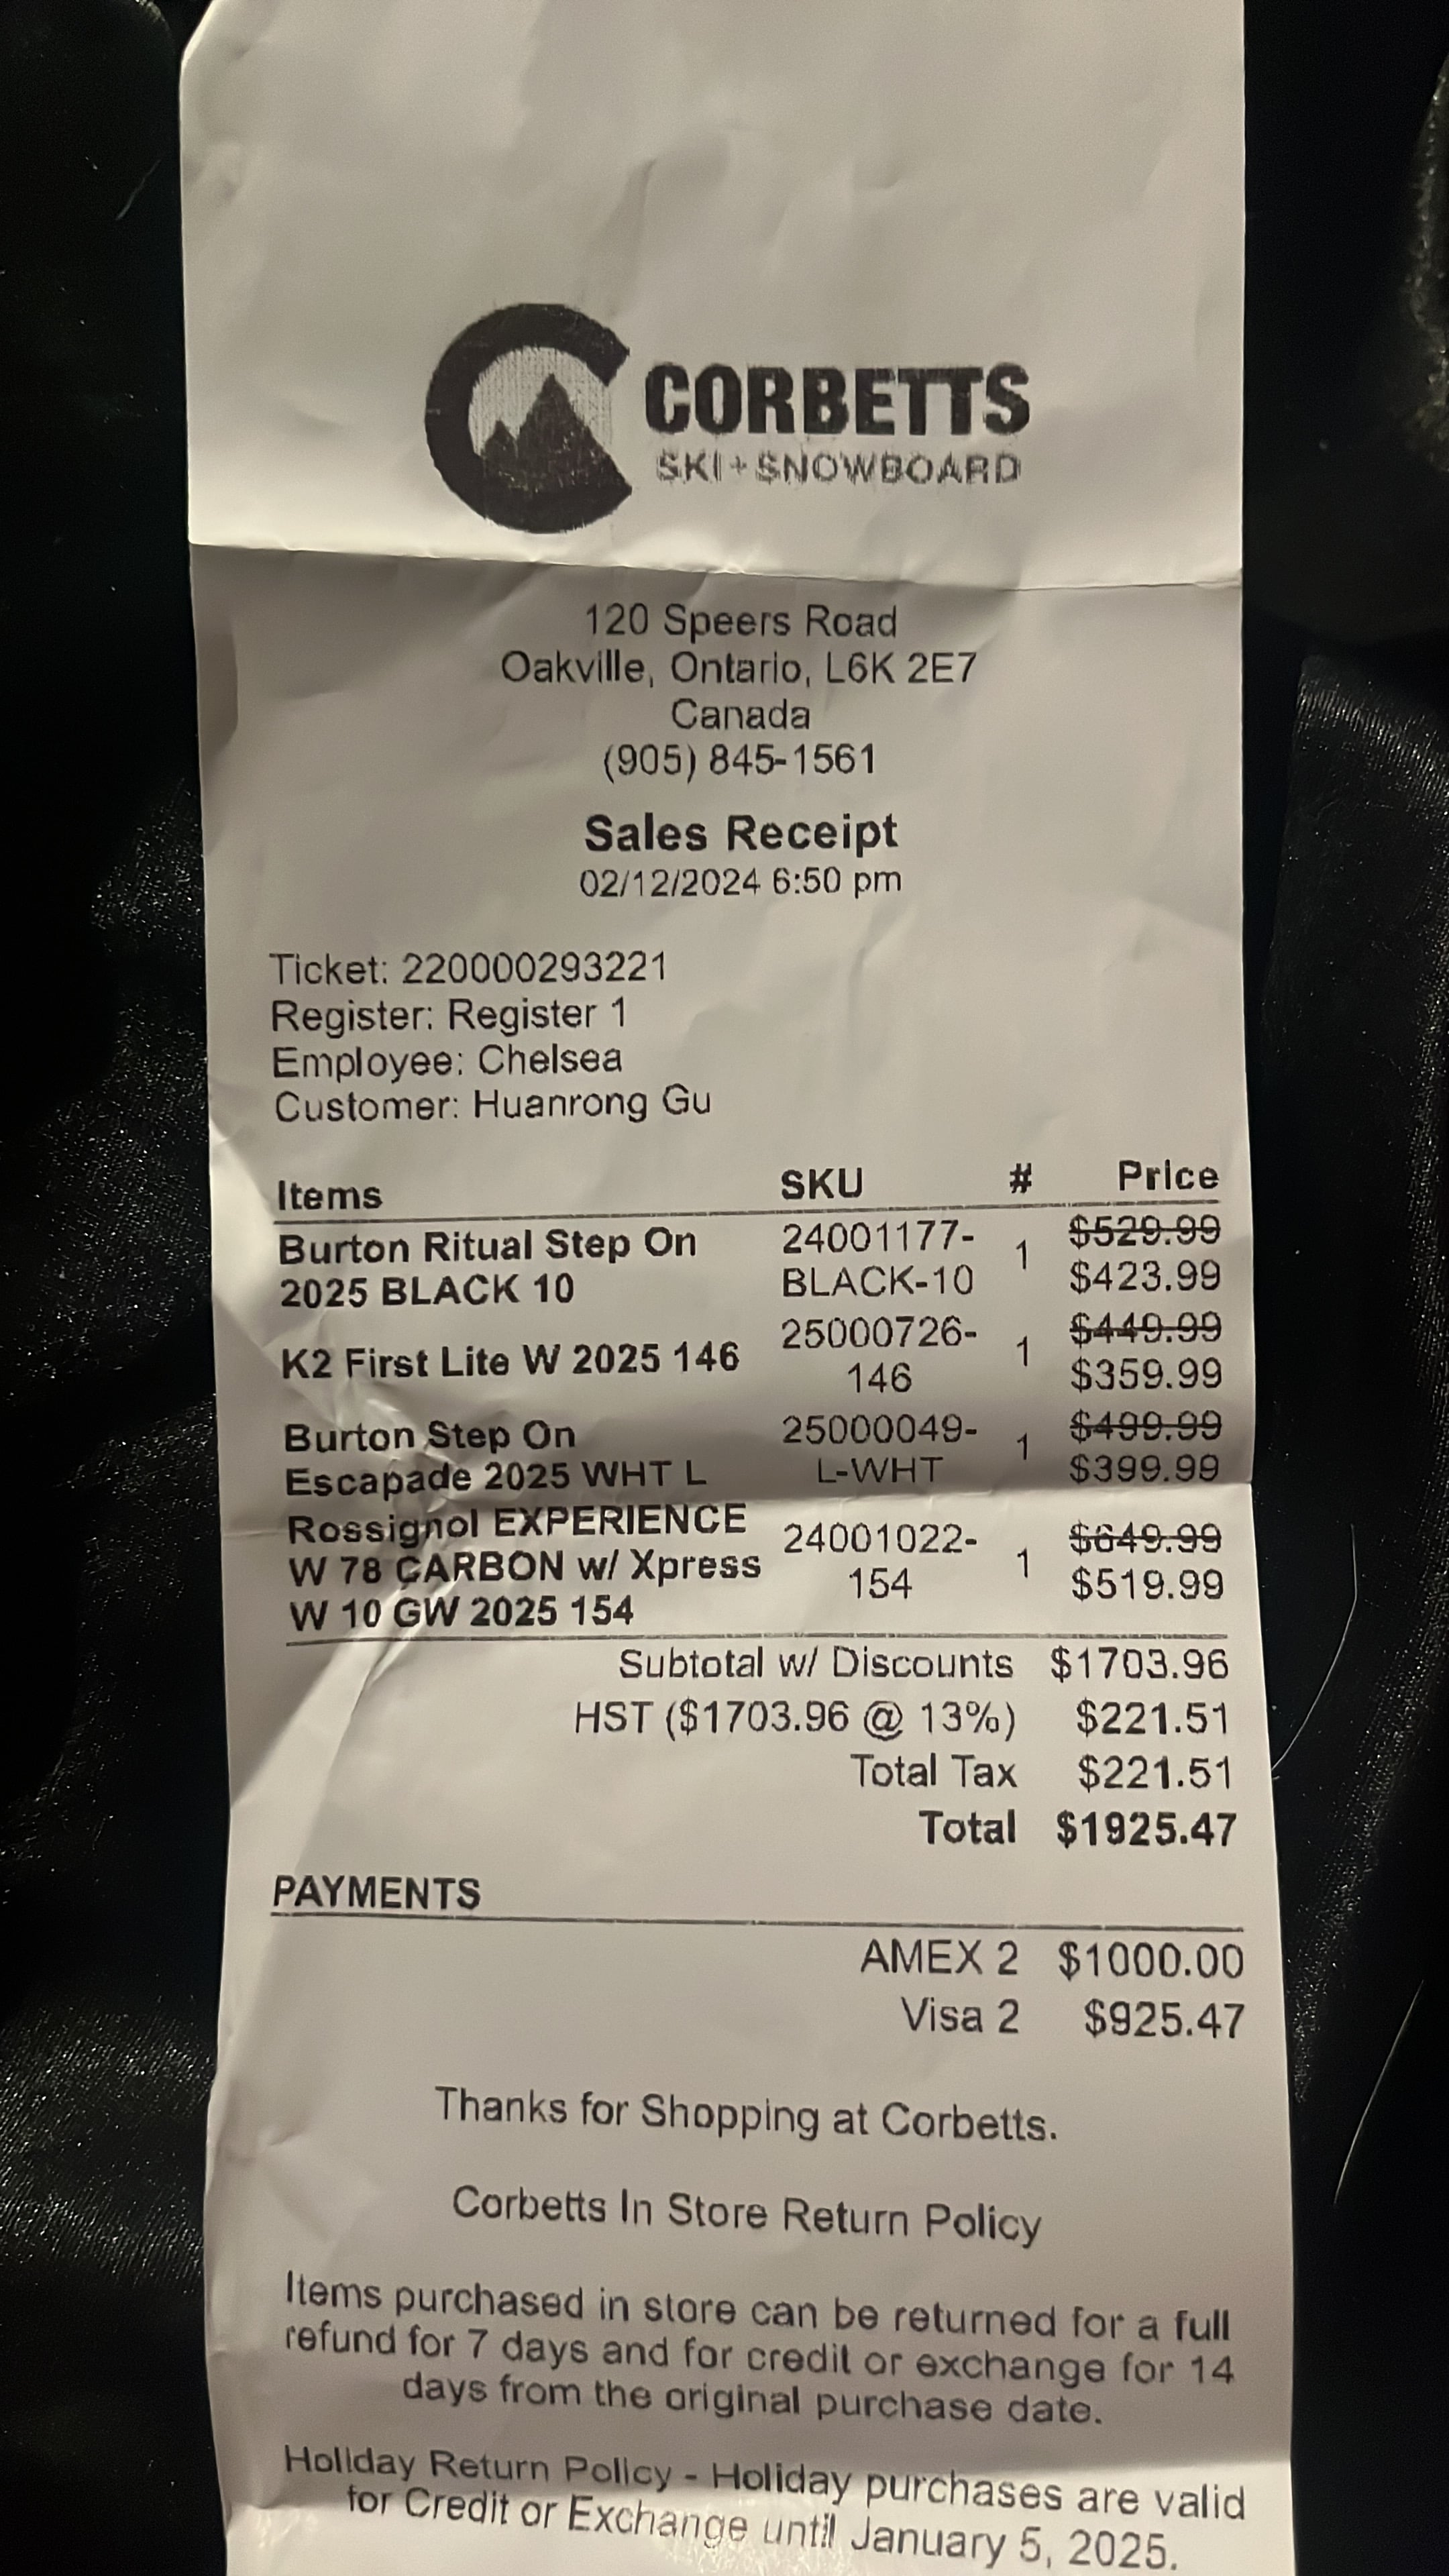 CORBETTS
SKI+SNOWBOARD
120 Speers Road
Oakville, Ontario, L6K 2E7
Canada
(905) 845-1561
Sales Receipt
02/12/2024 6:50 pm
Ticket: 220000293221
Register: Register 1
Employee: Chelsea
Customer: Huanrong Gu
Items SKU # Price
Burton Ritual Step On 24001177- 1 $529.99
2025 BLACK 10 BLACK-10 $423.99
K2 First Lite W 2025 146 25000726- 1 $449.99
146 $359.99
Burton Step On 25000049- 1 $499.99
Escapade 2025 WHT L L-WHT $399.99
Rossignol EXPERIENCE 24001022- 1 $649.99
W 78 CARBON w/ Xpress 154 $519.99
W 10 GW 2025 154
Subtotal w/ Discounts $1703.96
HST ($1703.96 @ 13%) $221.51
Total Tax $221.51
Total $1925.47
PAYMENTS
AMEX 2 $1000.00
Visa 2 $925.47
Thanks for Shopping at Corbetts.
Corbetts In Store Return Policy
Items purchased in store can be returned for a full
refund for 7 days and for credit or exchange for 14
days from the original purchase date.
Holiday Return Policy - Holiday purchases are valid
for Credit or Exchange until January 5, 2025.